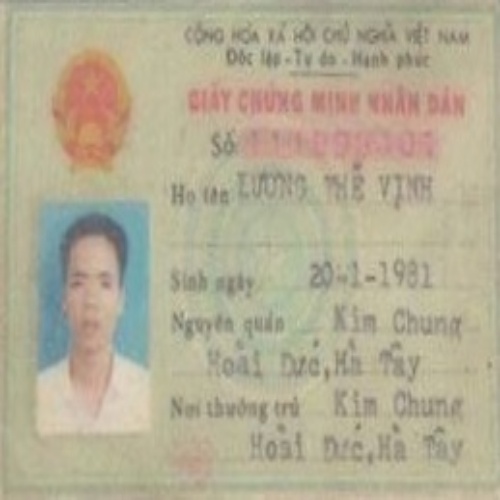 CỘNG HÒA XÃ HỘI CHỦ NGHĨA VIỆT NAM
Độc lập - Tự do - Hạnh phúc
GIẤY CHỨNG MINH NHÂN DÂN
Số
Họ tên LƯƠNG THẾ VỊNH
Sinh ngày 20-1-1981
Nguyên quán Kim Chung
Hoài Đức, Hà Tây
Nơi thường trú Kim Chung
Hoài Đức, Hà Tây